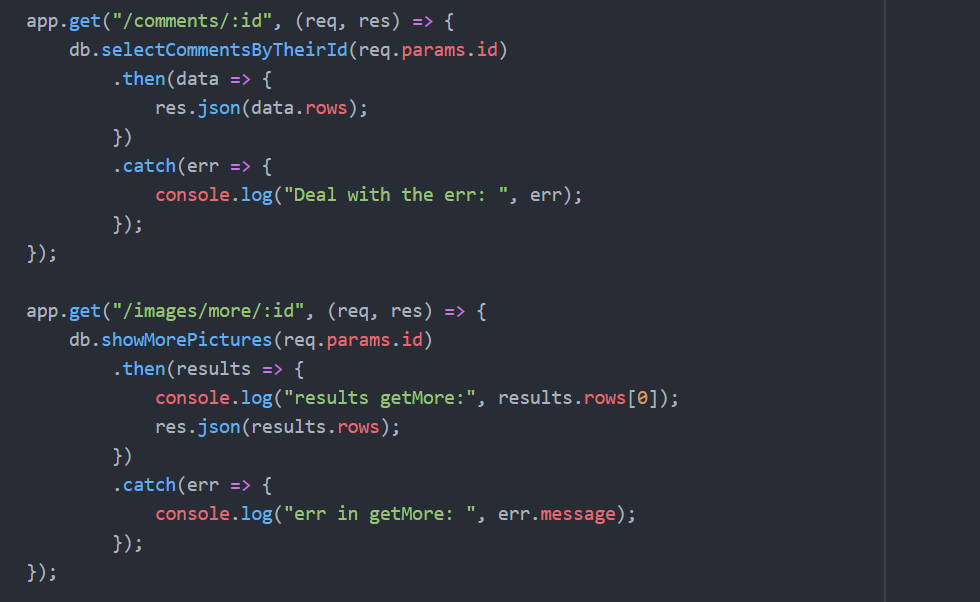 app.get("/comments/:id", (req, res) => {
    db.selectCommentsByTheirId(req.params.id)
        .then(data => {
            res.json(data.rows);
        })
        .catch(err => {
            console.log("Deal with the err: ", err);
        });
});

app.get("/images/more/:id", (req, res) => {
    db.showMorePictures(req.params.id)
        .then(results => {
            console.log("results getMore:", results.rows[0]);
            res.json(results.rows);
        })
        .catch(err => {
            console.log("err in getMore: ", err.message);
        });
});